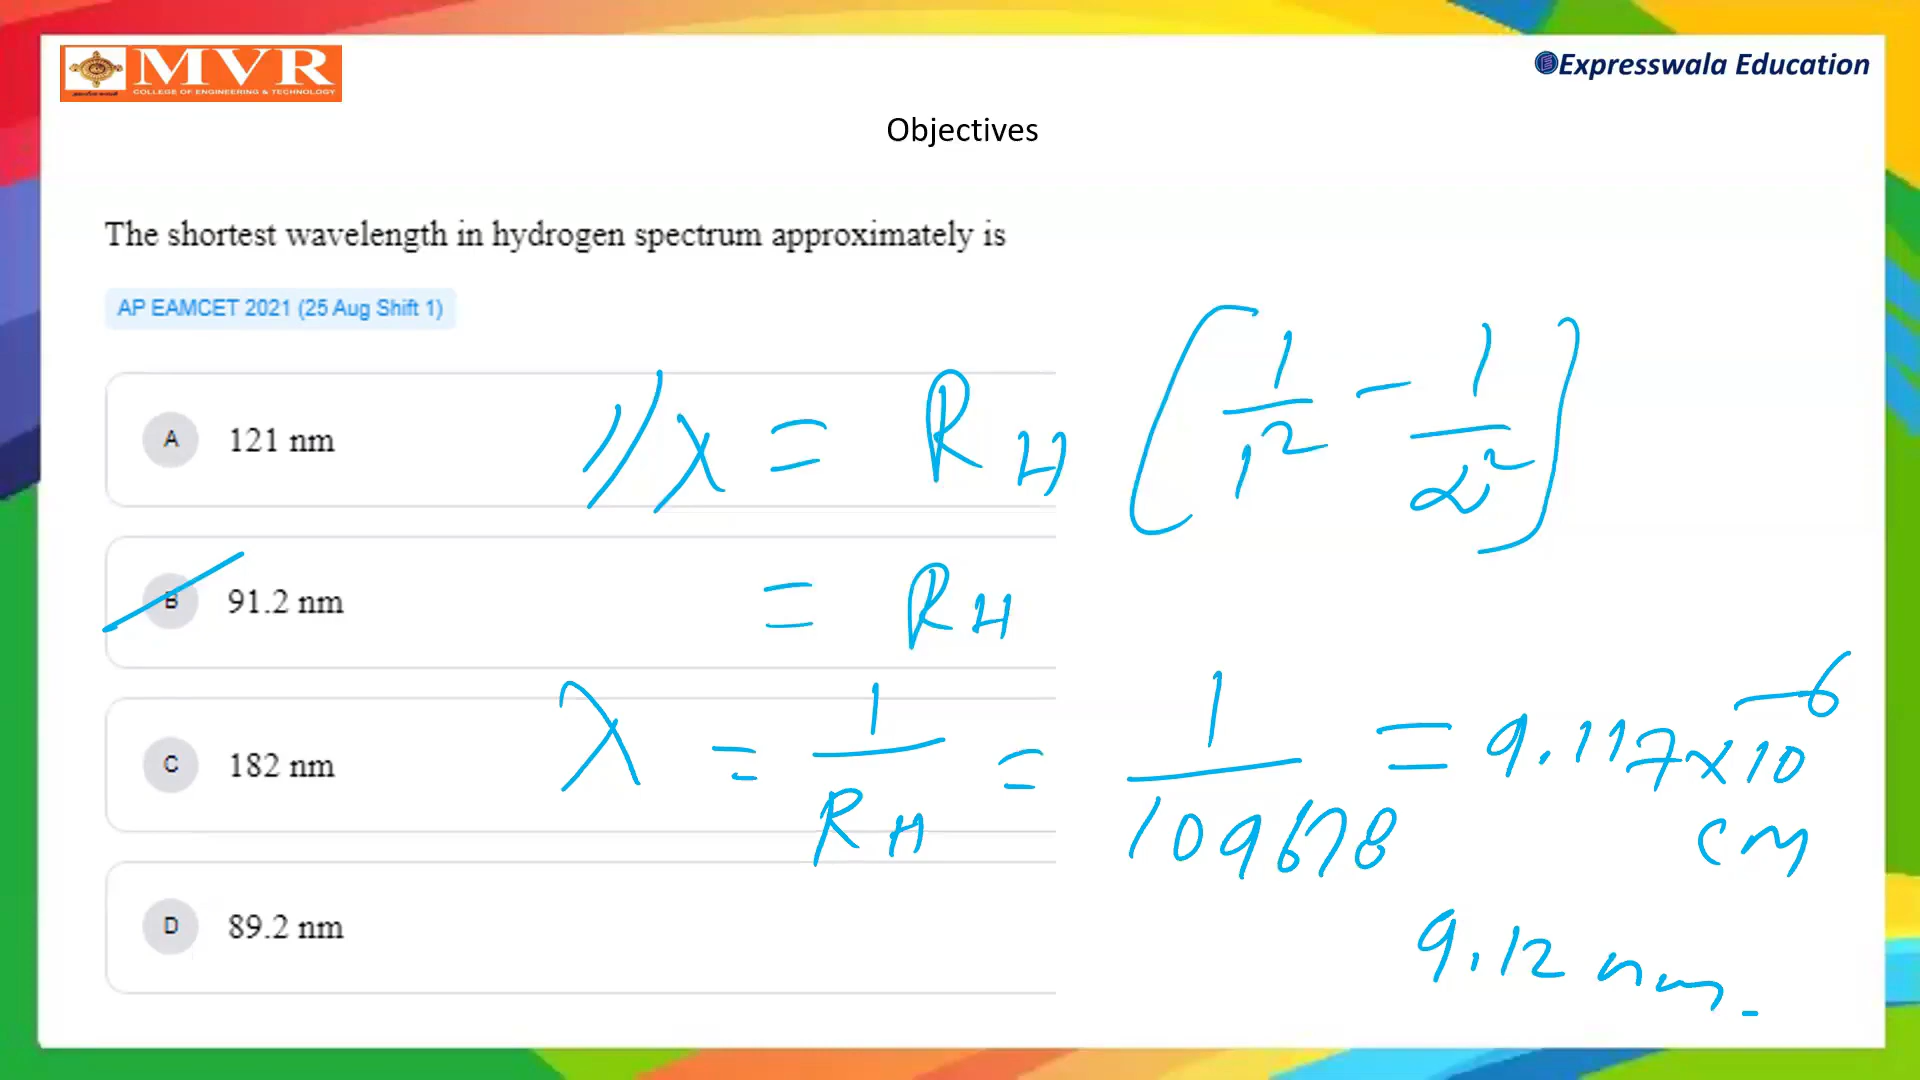 MVR
COLLEGE OF ENGINEERING & TECHNOLOGY
Expresswala Education
Objectives
The shortest wavelength in hydrogen spectrum approximately is
AP EAMCET 2021 (25 Aug Shift 1)
A 121 nm
1/λ = RH [1/1² - 1/α²]
B 91.2 nm
= RH
C 182 nm
λ = 1/RH = 1/109678 = 9.117×10⁻⁶ cm
D 89.2 nm
9.12 nm.